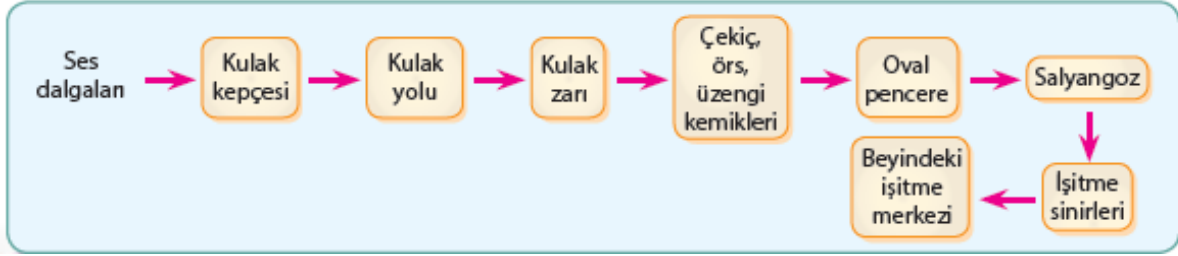 Ses
dalgaları
Kulak
kepçesi
Kulak
yolu
Kulak
zarı
Çekiç,
örs,
üzengi
kemikleri
Oval
pencere
Salyangoz
İşitme
sinirleri
Beyindeki
işitme
merkezi